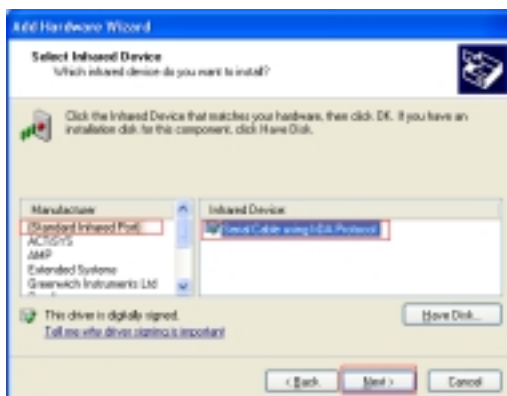 Add Hardware Wizard
Select Infrared Device
Which infrared device do you want to install?
Click the Infrared Device that matches your hardware, then click OK. If you have an
installation disk for this component, click Have Disk.
Manufacturer
Infrared Device
(Standard Infrared Port)
Serial Cable using IrDA Protocol
ACTiSYS
AMP
Extended Systems
Greenwich Instruments Ltd
This driver is digitally signed.
Have Disk...
Tell me why driver signing is important
< Back
Next >
Cancel